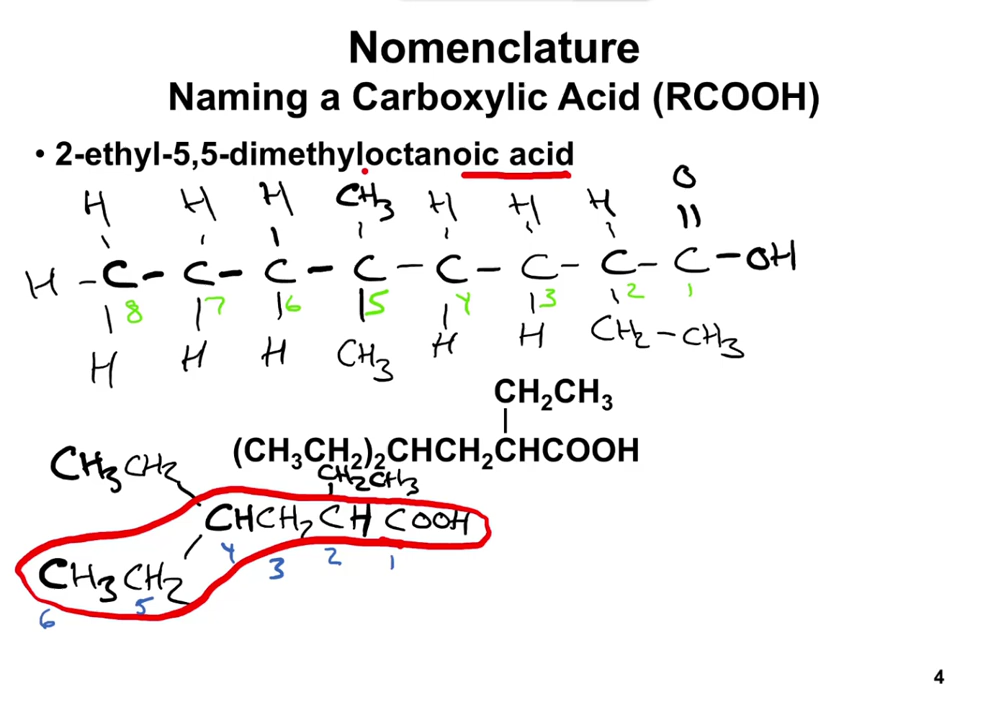 Nomenclature
Naming a Carboxylic Acid (RCOOH)
• 2-ethyl-5,5-dimethyloctanoic acid
O
H H H CH₃ H H H
H - C - C - C - C - C - C - C - C - OH
8 7 6 5 4 3 2 1
H H H CH₃ H H CH₂ - CH₃
CH₂CH₃
(CH₃CH₂)₂CHCH₂CHCOOH
CH₃CH₂ CH₂CH₃
CHCH₂CH COOH
4 3 2 1
CH₃CH₂
6 5
4